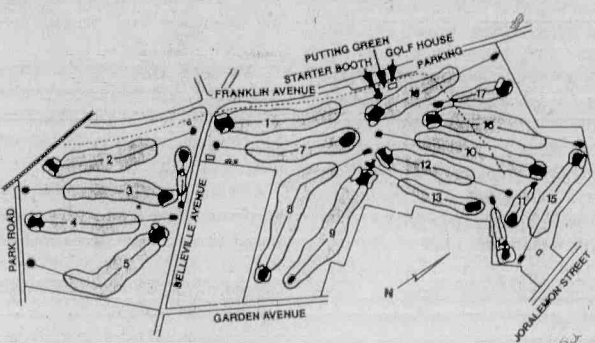 PUTTING GREEN
GOLF HOUSE
STARTER BOOTH
PARKING
FRANKLIN AVENUE
1
18
17
16
2
7
10
3
12
4
13
11
15
8
9
5
14
PARK ROAD
BELLEVILLE AVENUE
N
GARDEN AVENUE
JORALEMON STREET